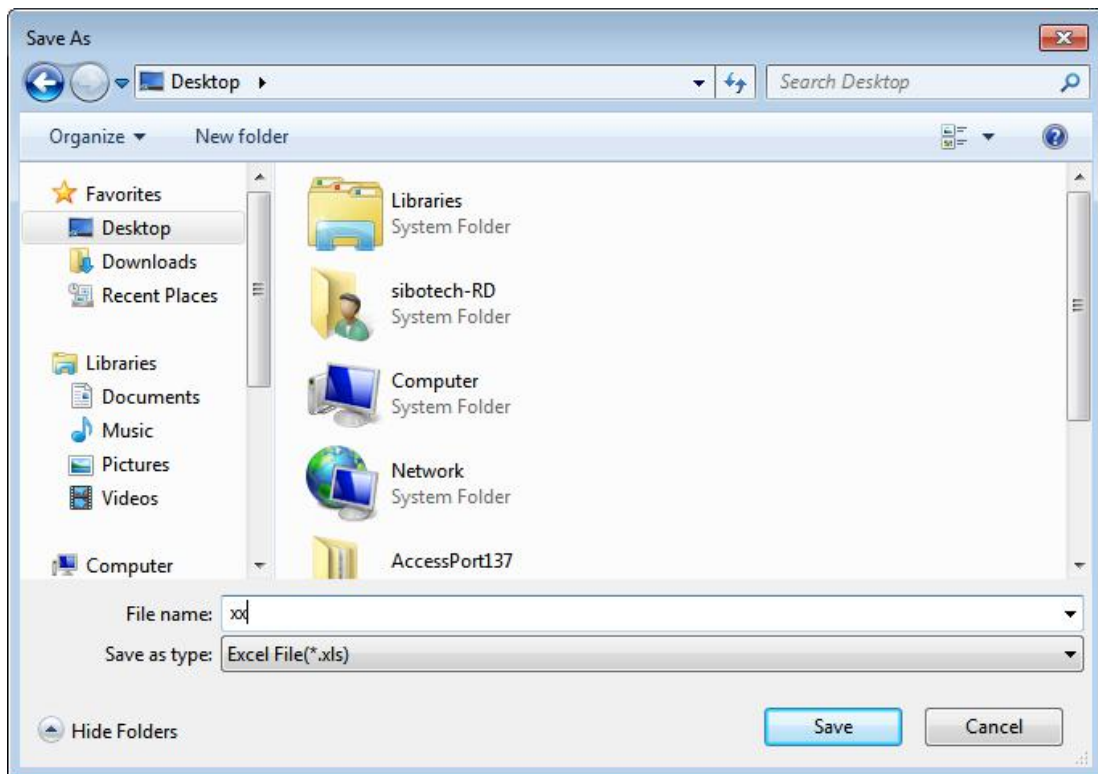 Save As
Desktop
Search Desktop
Organize
New folder
Favorites
Desktop
Downloads
Recent Places
Libraries
Documents
Music
Pictures
Videos
Computer
Libraries
System Folder
sibotech-RD
System Folder
Computer
System Folder
Network
System Folder
AccessPort137
File name: xx
Save as type: Excel File(*.xls)
Hide Folders
Save
Cancel